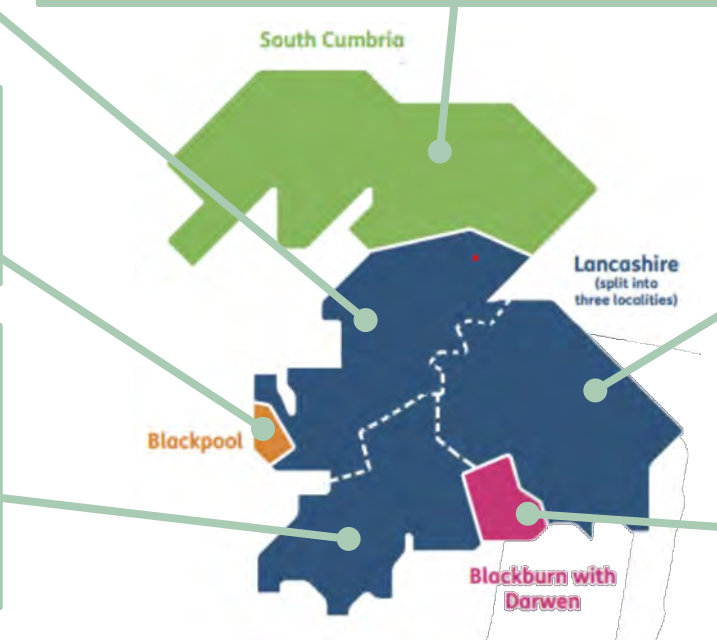 South Cumbria
Lancashire
(split into
three localities)
Blackpool
Blackburn with
Darwen